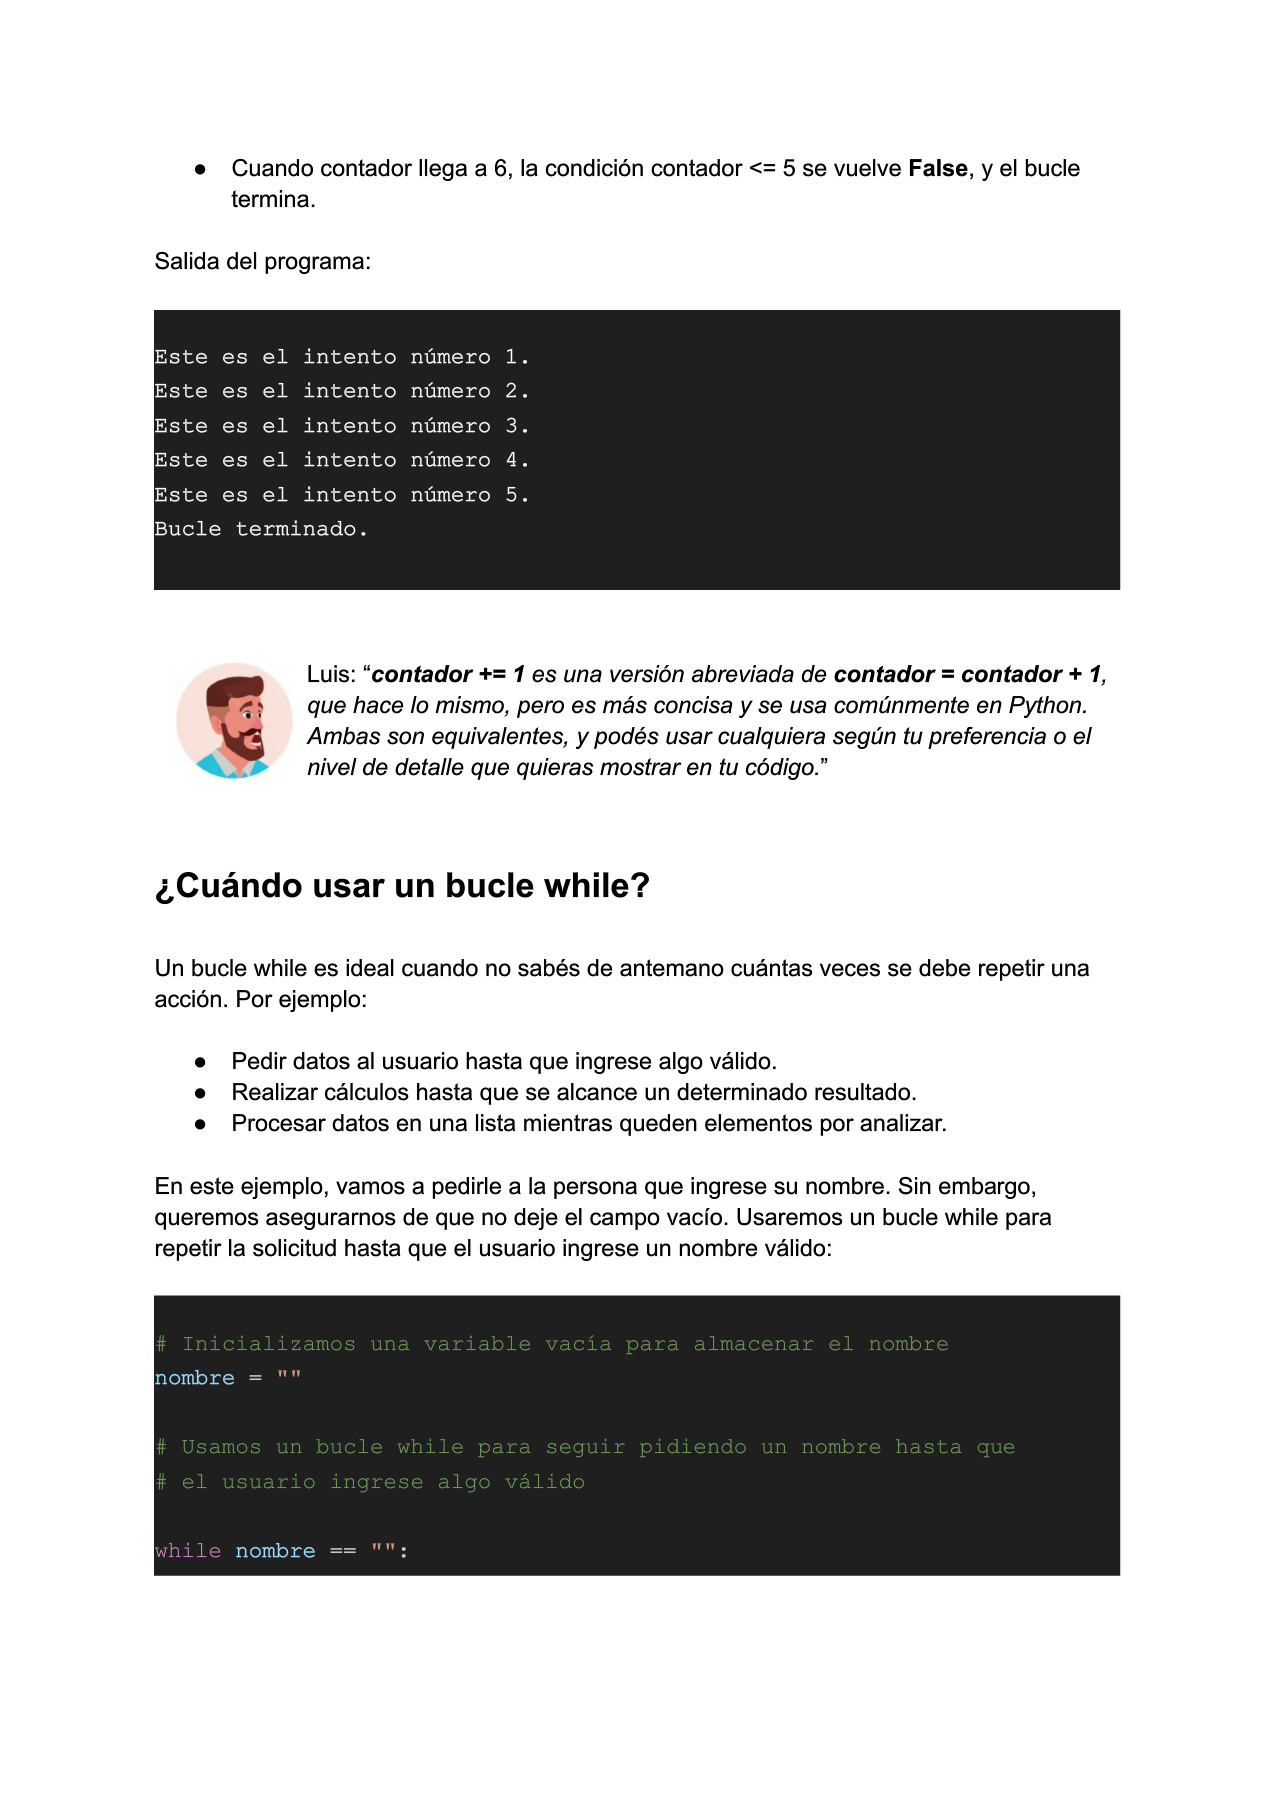 ● Cuando contador llega a 6, la condición contador <= 5 se vuelve False, y el bucle
termina.
Salida del programa:
Este es el intento número 1.
Este es el intento número 2.
Este es el intento número 3.
Este es el intento número 4.
Este es el intento número 5.
Bucle terminado.
Luis: “contador += 1 es una versión abreviada de contador = contador + 1,
que hace lo mismo, pero es más concisa y se usa comúnmente en Python.
Ambas son equivalentes, y podés usar cualquiera según tu preferencia o el
nivel de detalle que quieras mostrar en tu código.”
¿Cuándo usar un bucle while?
Un bucle while es ideal cuando no sabés de antemano cuántas veces se debe repetir una
acción. Por ejemplo:
● Pedir datos al usuario hasta que ingrese algo válido.
● Realizar cálculos hasta que se alcance un determinado resultado.
● Procesar datos en una lista mientras queden elementos por analizar.
En este ejemplo, vamos a pedirle a la persona que ingrese su nombre. Sin embargo,
queremos asegurarnos de que no deje el campo vacío. Usaremos un bucle while para
repetir la solicitud hasta que el usuario ingrese un nombre válido:
# Inicializamos una variable vacía para almacenar el nombre
nombre = ""
# Usamos un bucle while para seguir pidiendo un nombre hasta que
# el usuario ingrese algo válido
while nombre == "":